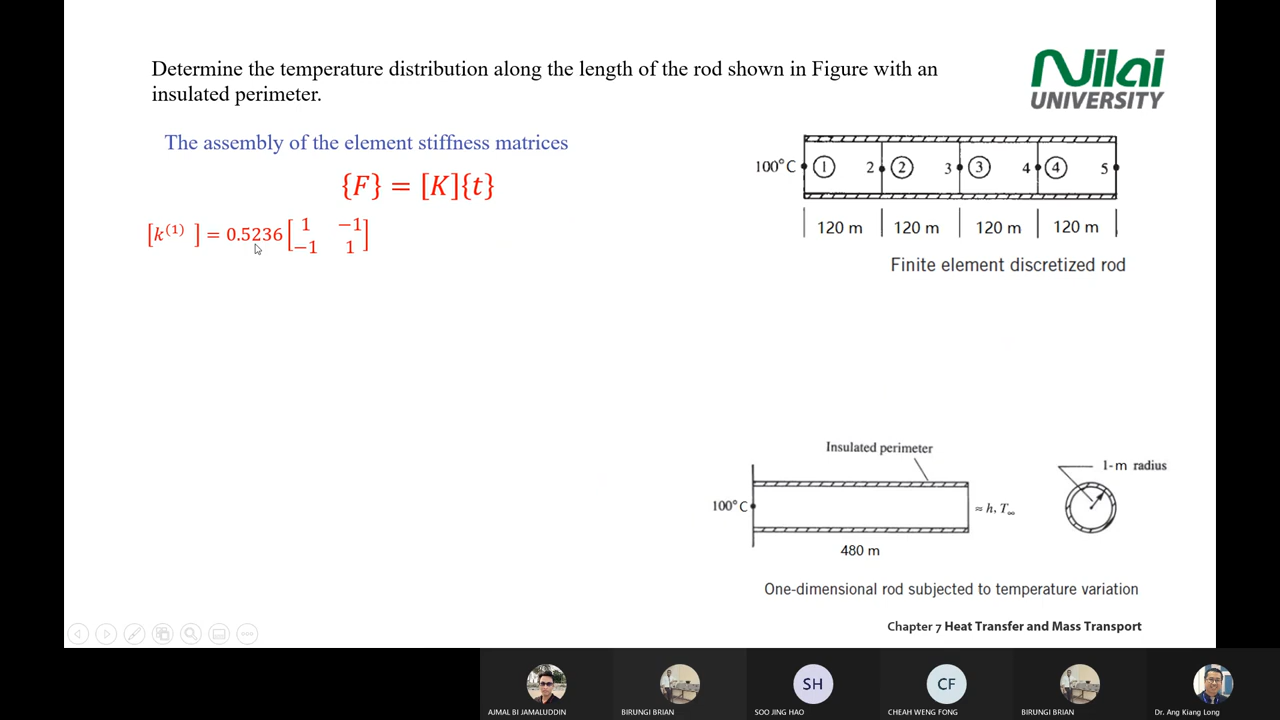 Determine the temperature distribution along the length of the rod shown in Figure with an
insulated perimeter.
Nilai
UNIVERSITY
The assembly of the element stiffness matrices
{F} = [K]{t}
[k⁽¹⁾ ] = 0.5236 [1 −1
−1 1]
100°C 1 2 2 3 3 4 4 5
120 m 120 m 120 m 120 m
Finite element discretized rod
Insulated perimeter
1-m radius
100°C
≈ h, T∞
480 m
One-dimensional rod subjected to temperature variation
Chapter 7 Heat Transfer and Mass Transport
SH
CF
AJMAL BI JAMALUDDIN
BIRUNGI BRIAN
SOO JING HAO
CHEAH WENG FONG
BIRUNGI BRIAN
Dr. Ang Kiang Long